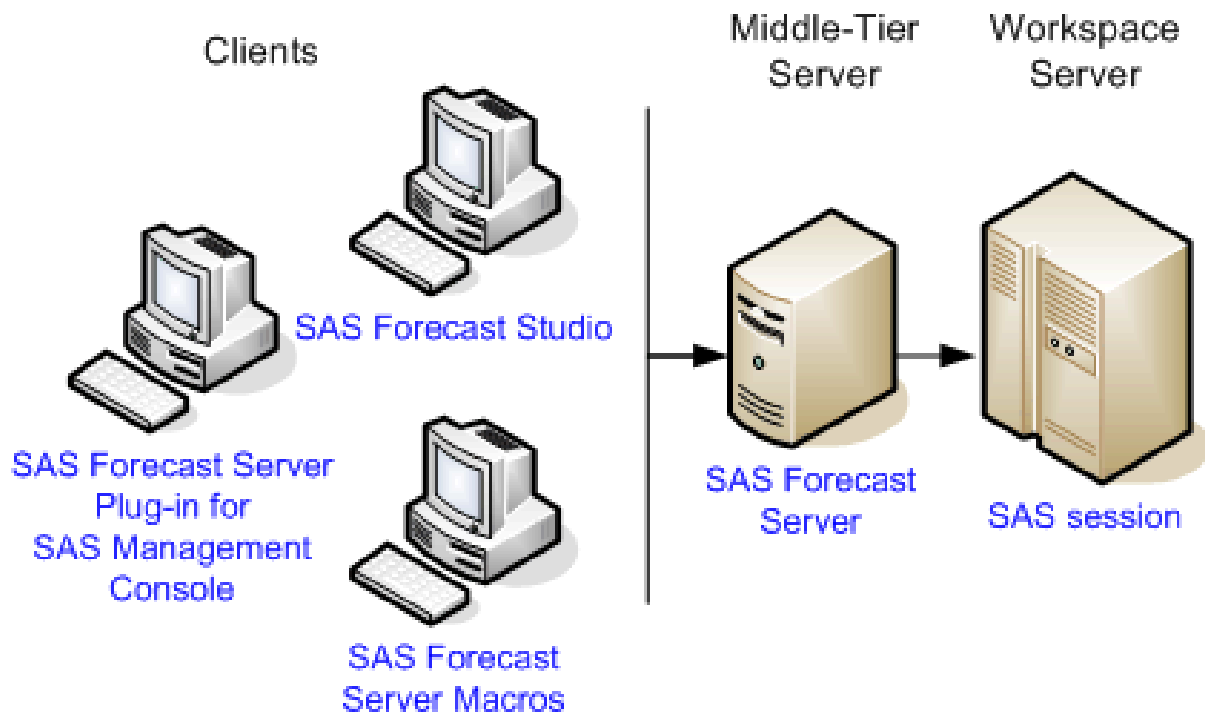 Clients
Middle-Tier
Server
Workspace
Server
SAS Forecast Studio
SAS Forecast Server
Plug-in for
SAS Management
Console
SAS Forecast
Server Macros
SAS Forecast
Server
SAS session